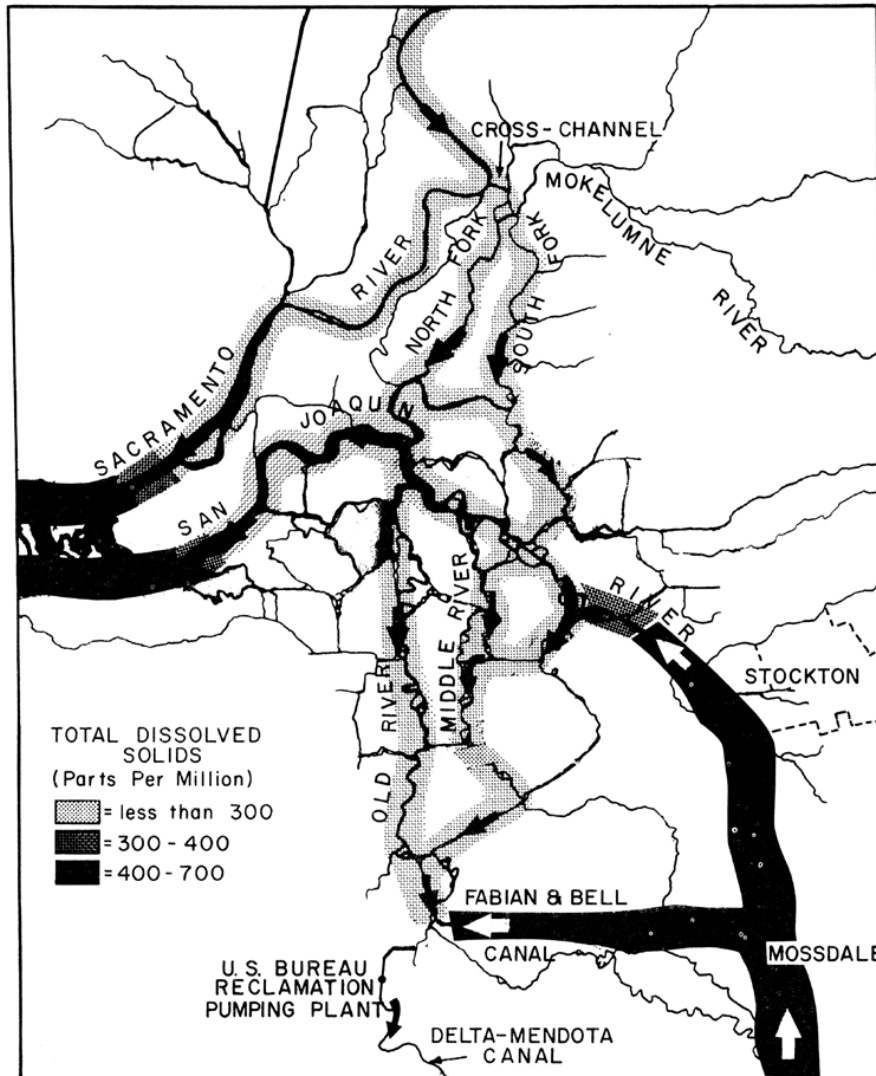 CROSS-CHANNEL
MOKELUMNE
RIVER
NORTH FORK
SOUTH FORK
SACRAMENTO
RIVER
SAN
JOAQUIN
RIVER
STOCKTON
OLD RIVER
MIDDLE RIVER
TOTAL DISSOLVED
SOLIDS
(Parts Per Million)
= less than 300
= 300-400
= 400-700
FABIAN & BELL
CANAL
MOSSDALE
U.S. BUREAU
RECLAMATION
PUMPING PLANT
DELTA-MENDOTA
CANAL